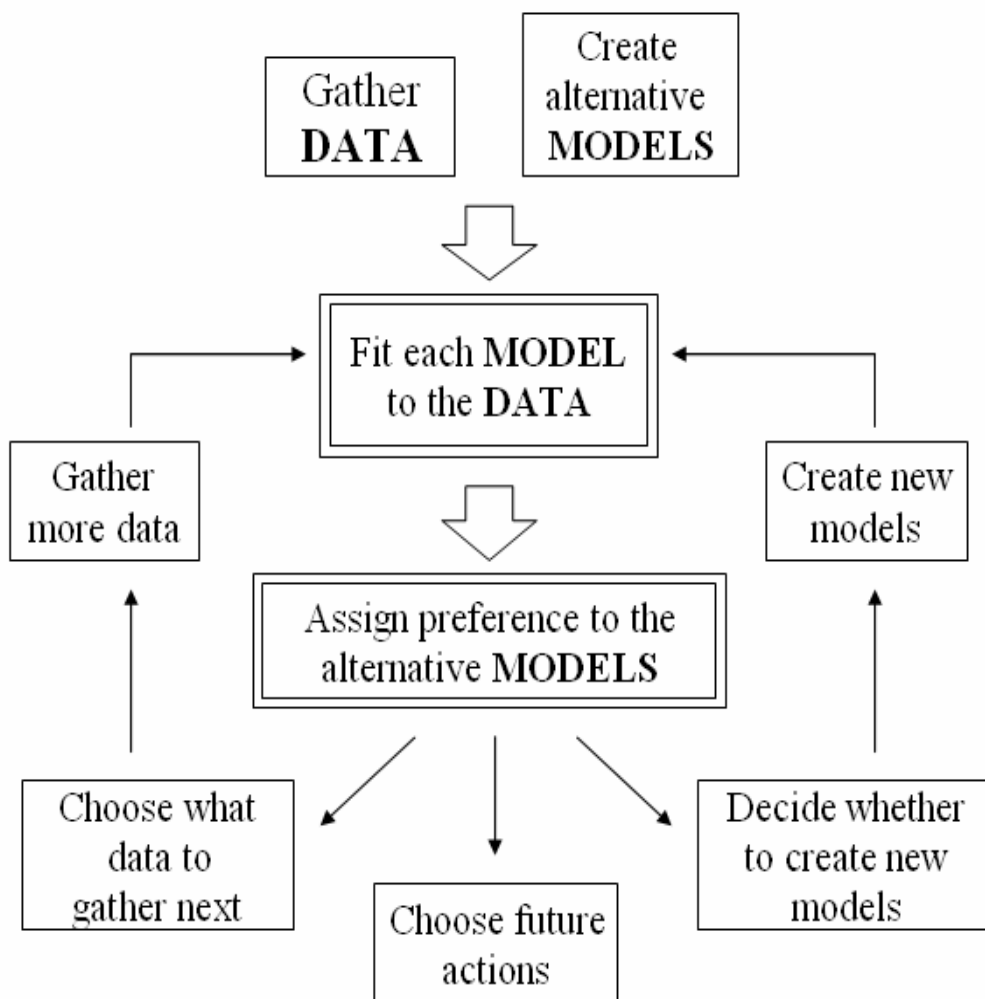 Gather
DATA
Create
alternative
MODELS
Fit each MODEL
to the DATA
Gather
more data
Create new
models
Assign preference to the
alternative MODELS
Choose what
data to
gather next
Choose future
actions
Decide whether
to create new
models